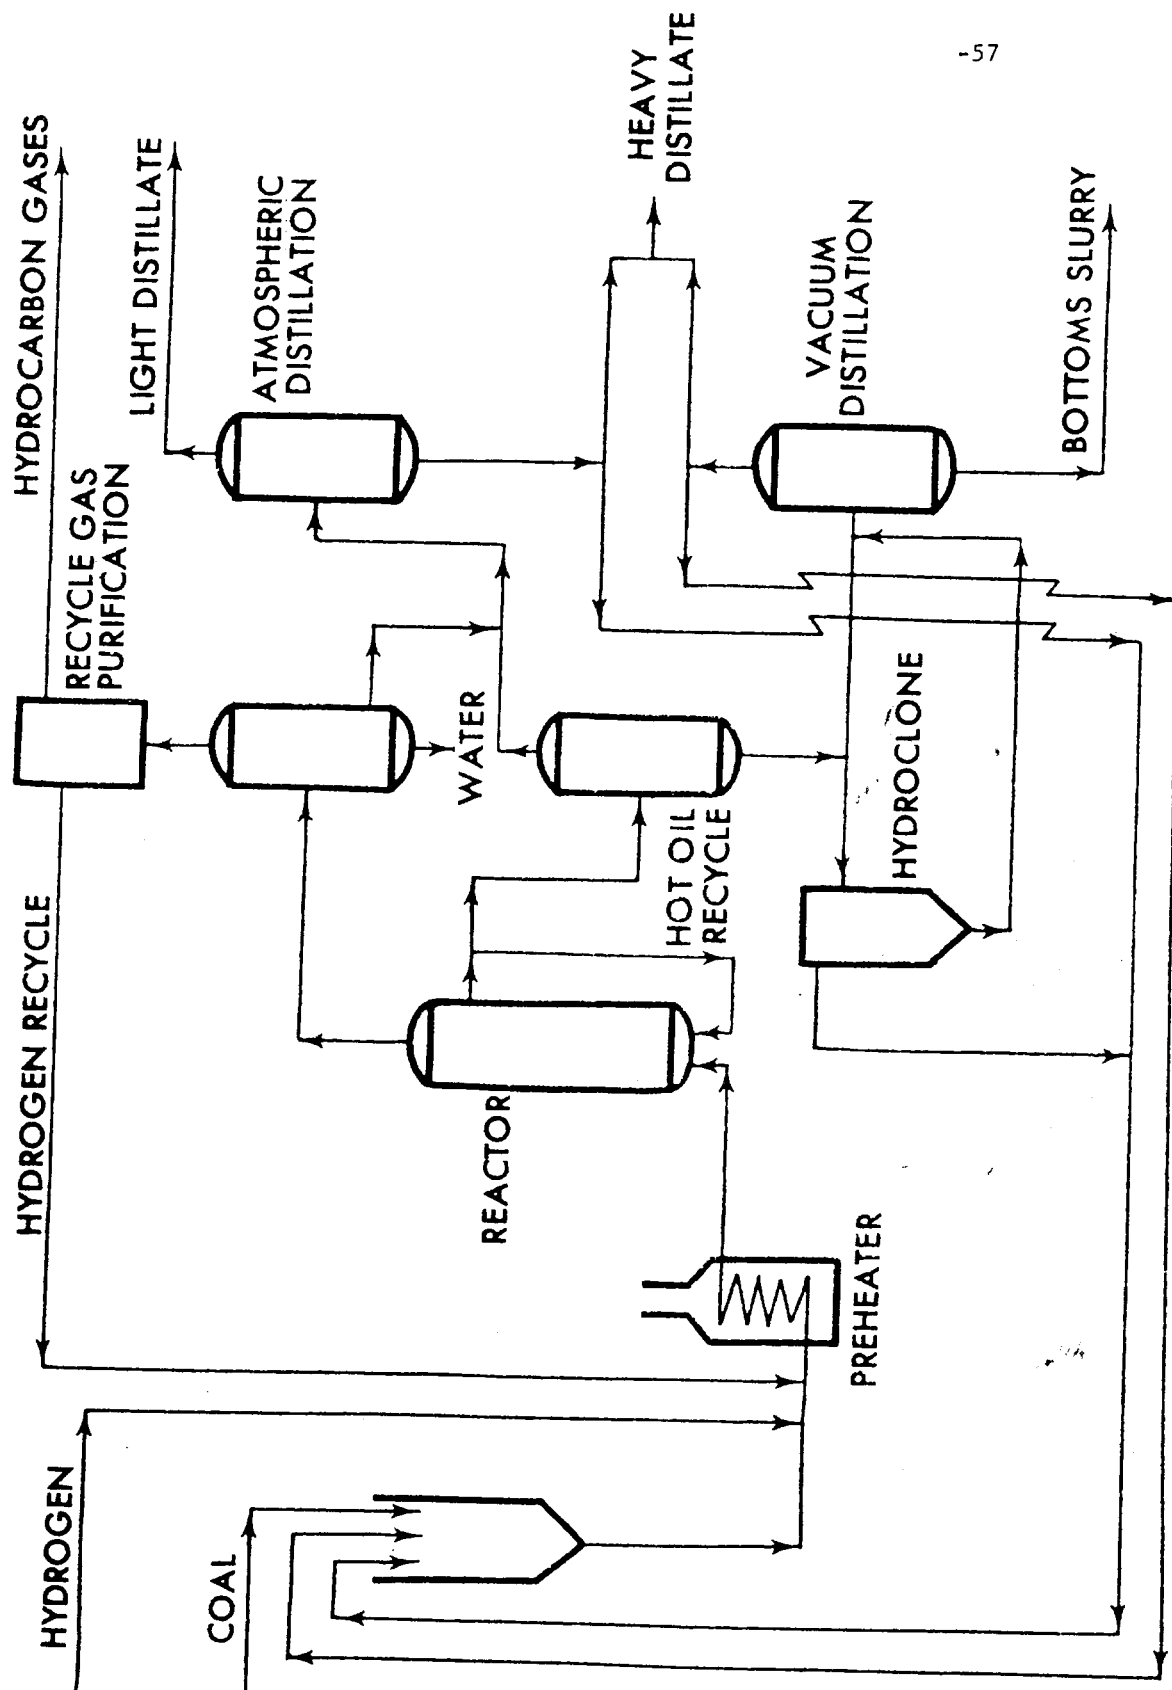 -57
HYDROCARBON GASES
LIGHT DISTILLATE
ATMOSPHERIC
DISTILLATION
HEAVY
DISTILLATE
VACUUM
DISTILLATION
BOTTOMS SLURRY
RECYCLE GAS
PURIFICATION
WATER
HOT OIL
RECYCLE
HYDROCLONE
HYDROGEN RECYCLE
REACTOR
PREHEATER
HYDROGEN
COAL